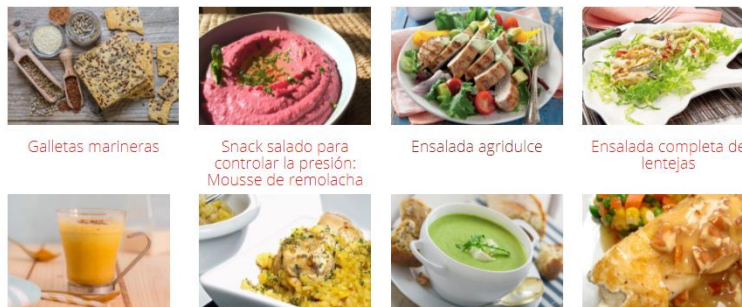 Galletas marineras
Snack salado para
controlar la presión:
Mousse de remolacha
Ensalada agridulce
Ensalada completa de
lentejas